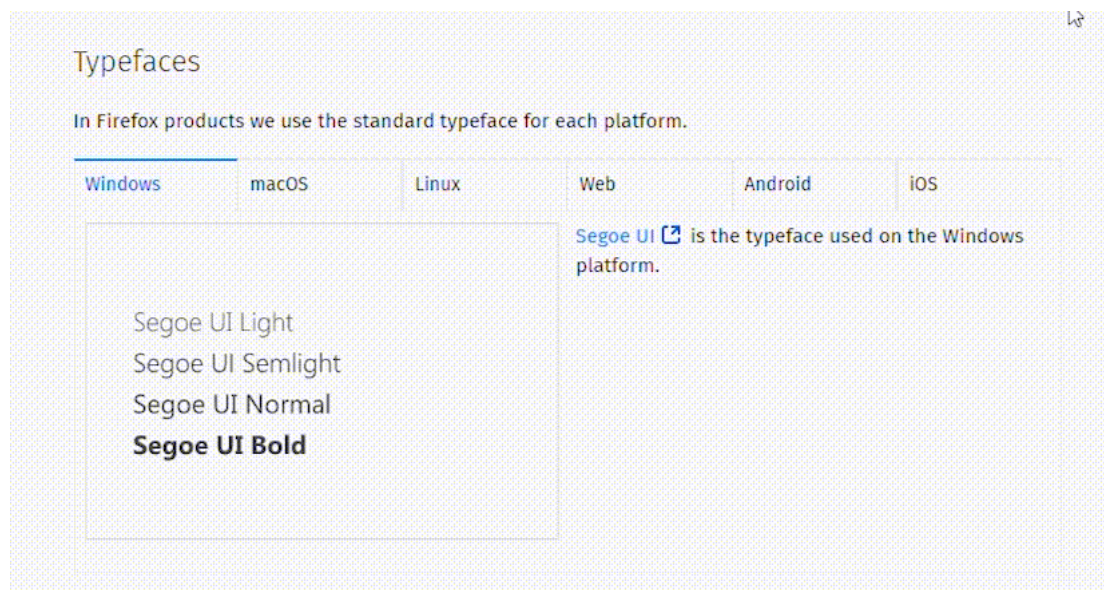 Typefaces
In Firefox products we use the standard typeface for each platform.
Windows macOS Linux Web Android iOS
Segoe UI is the typeface used on the Windows
platform.
Segoe UI Light
Segoe UI Semlight
Segoe UI Normal
Segoe UI Bold